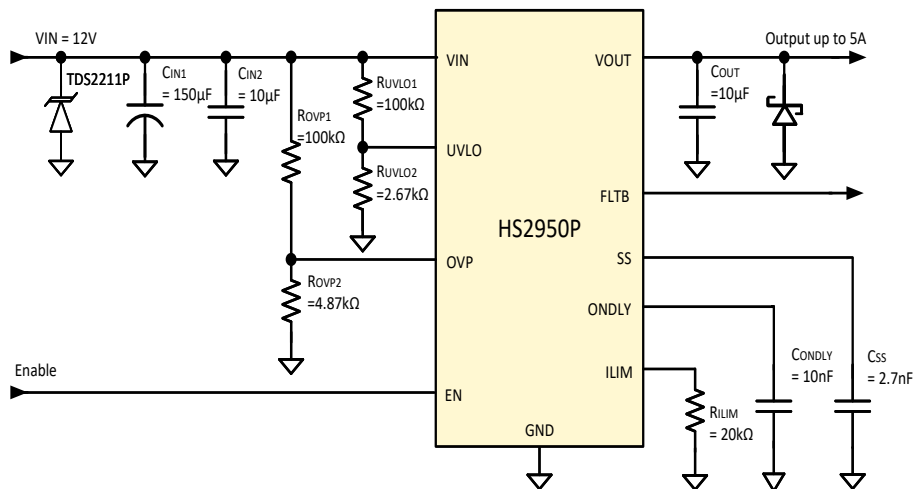 VIN = 12V
TDS2211P
CIN1
= 150µF
CIN2
= 10µF
ROVP1
=100kΩ
RUVLO1
=100kΩ
RUVLO2
=2.67kΩ
ROVP2
=4.87kΩ
Enable
VIN
UVLO
OVP
EN
HS2950P
GND
VOUT
FLTB
SS
ONDLY
ILIM
Output up to 5A
COUT
=10µF
RILIM
= 20kΩ
CONDLY
= 10nF
CSS
= 2.7nF